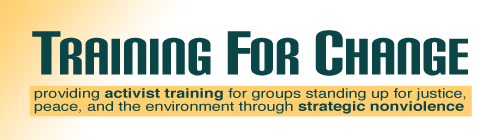 TRAINING FOR CHANGE
providing activist training for groups standing up for justice,
peace, and the environment through strategic nonviolence